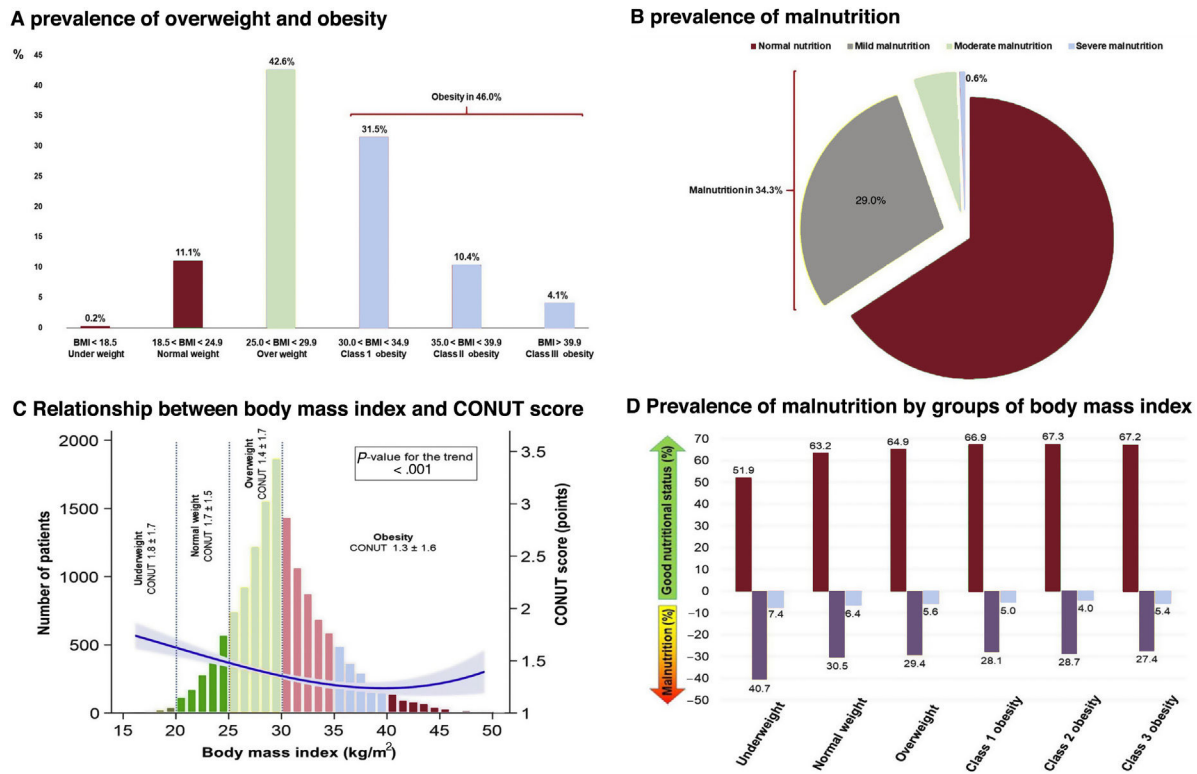 A prevalence of overweight and obesity
%
45
40
35
30
25
20
15
10
5
0
0.2%
11.1%
42.6%
31.5%
10.4%
4.1%
Obesity in 46.0%
BMI < 18.5
Under weight
18.5 < BMI < 24.9
Normal weight
25.0 < BMI < 29.9
Over weight
30.0 < BMI < 34.9
Class 1 obesity
35.0 < BMI < 39.9
Class II obesity
BMI > 39.9
Class III obesity
B prevalence of malnutrition
Normal nutrition
Mild malnutrition
Moderate malnutrition
Severe malnutrition
0.6%
Malnutrition in 34.3%
29.0%
C Relationship between body mass index and CONUT score
Number of patients
2000
1500
1000
500
0
Underweight
CONUT 1.8 ± 1.7
Normal weight
CONUT 1.7 ± 1.5
Overweight
CONUT 1.4 ± 1.7
P-value for the trend
< .001
Obesity
CONUT 1.3 ± 1.6
3.5
3
2.5
2
1.5
1
CONUT score (points)
15
20
25
30
35
40
45
50
Body mass index (kg/m2)
D Prevalence of malnutrition by groups of body mass index
Good nutritional status (%)
Malnutrition (%)
70
60
50
40
30
20
10
0
−10
−20
−30
−40
−50
51.9
63.2
64.9
66.9
67.3
67.2
7.4
6.4
5.6
5.0
4.0
5.4
40.7
30.5
29.4
28.1
28.7
27.4
Underweight
Normal weight
Overweight
Class 1 obesity
Class 2 obesity
Class 3 obesity